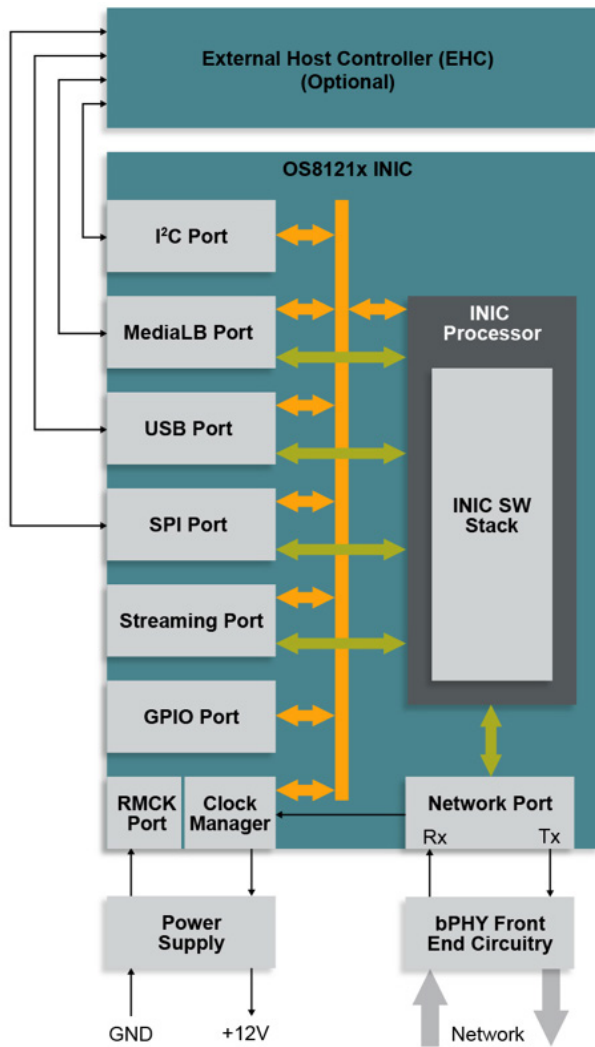 External Host Controller (EHC)
(Optional)
OS8121x INIC
I²C Port
MediaLB Port
USB Port
SPI Port
Streaming Port
GPIO Port
RMCK
Port
Clock
Manager
INIC
Processor
INIC SW
Stack
Network Port
Rx
Tx
Power
Supply
bPHY Front
End Circuitry
GND
+12V
Network